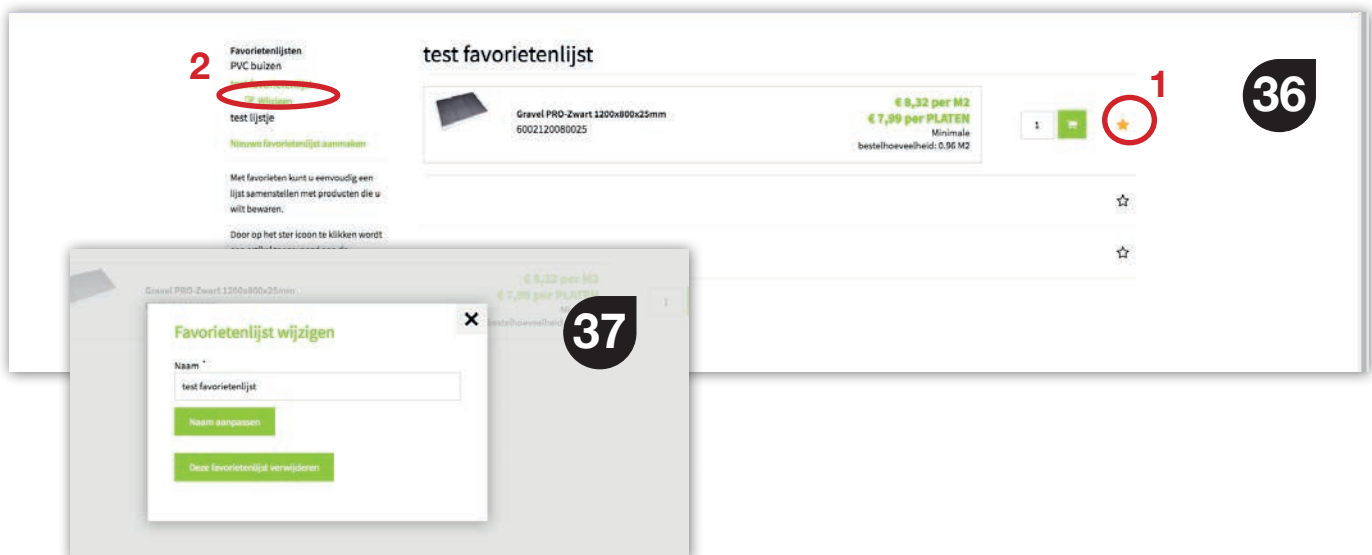 Favorietenlijsten
PVC buizen
2
Wijzigen
test lijstje
Nieuwe favorietenlijst aanmaken
Met favorieten kunt u eenvoudig een
lijst samenstellen met producten die u
wilt bewaren.
Door op het ster icoon te klikken wordt
test favorietenlijst
Gravel PRO-Zwart 1200x800x25mm
6002120080025
€ 8,32 per M2
€ 7,99 per PLATEN
Minimale
bestelhoeveelheid: 0.96 M2
1
1
36
Gravel PRO-Zwart 1200x800x25mm
€ 8,32 per M2
€ 7,99 per PLATEN
1
37
Favorietenlijst wijzigen
Naam *
test favorietenlijst
Naam aanpassen
Deze favorietenlijst verwijderen